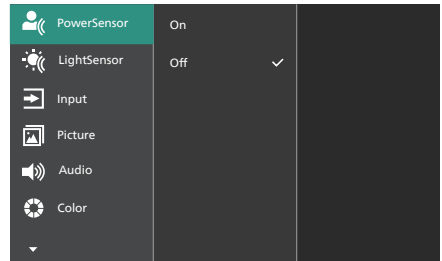 PowerSensor
On
LightSensor
Off
Input
Picture
Audio
Color